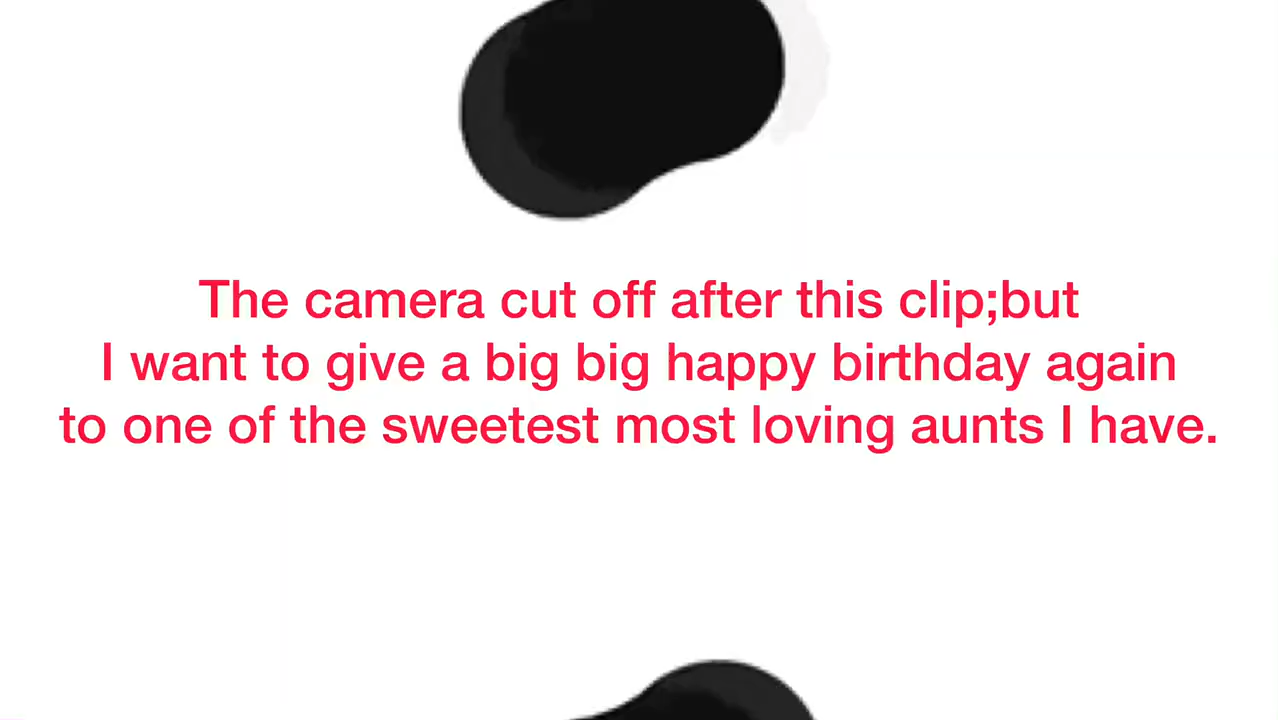 The camera cut off after this clip;but
I want to give a big big happy birthday again
to one of the sweetest most loving aunts I have.